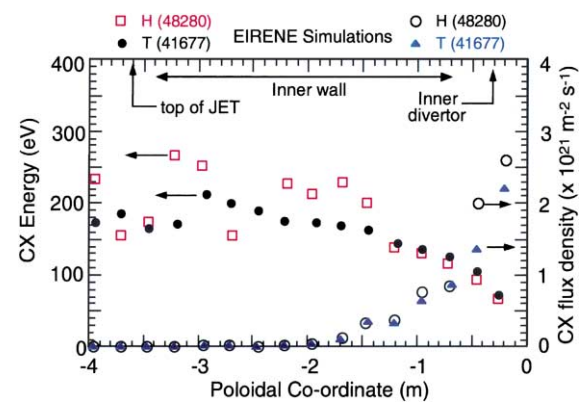 H (48280) H (48280)
T (41677) EIRENE Simulations T (41677)
400 4
top of JET Inner wall Inner divertor
300 3
200 2
100 1
0 0
-4 -3 -2 -1 0
CX Energy (eV)
CX flux density (x 10²¹ m⁻² s⁻¹)
Poloidal Co-ordinate (m)